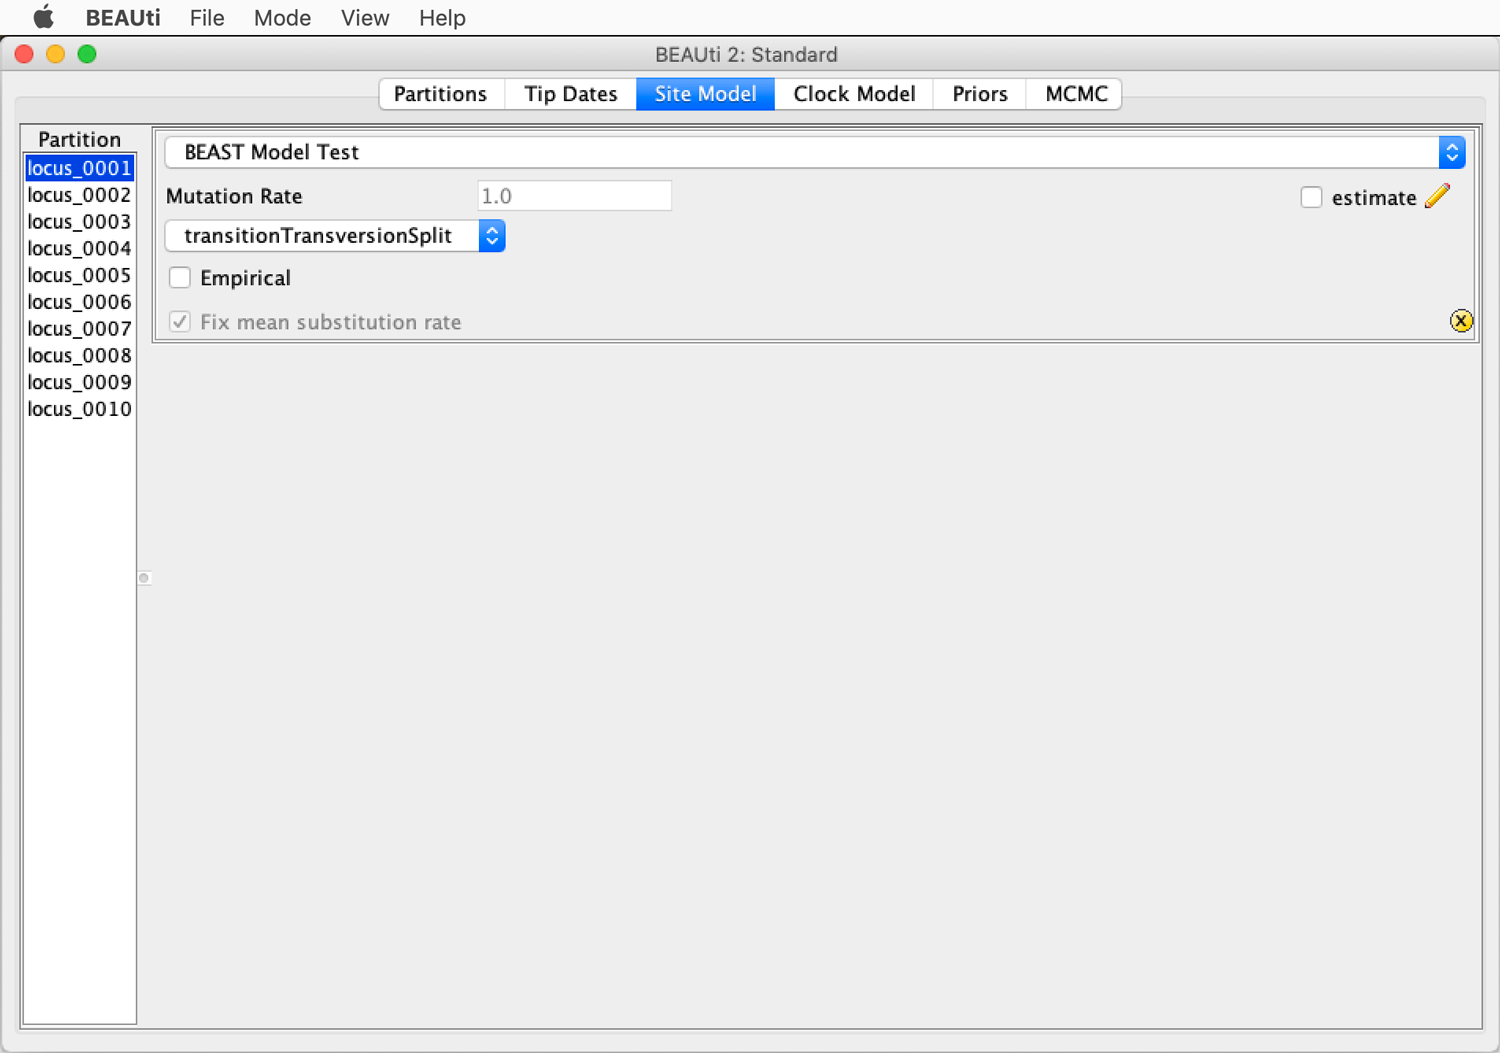 BEAUti File Mode View Help
BEAUti 2: Standard
Partitions Tip Dates Site Model Clock Model Priors MCMC
Partition
locus_0001
locus_0002
locus_0003
locus_0004
locus_0005
locus_0006
locus_0007
locus_0008
locus_0009
locus_0010
BEAST Model Test
Mutation Rate 1.0 estimate
transitionTransversionSplit
Empirical
Fix mean substitution rate